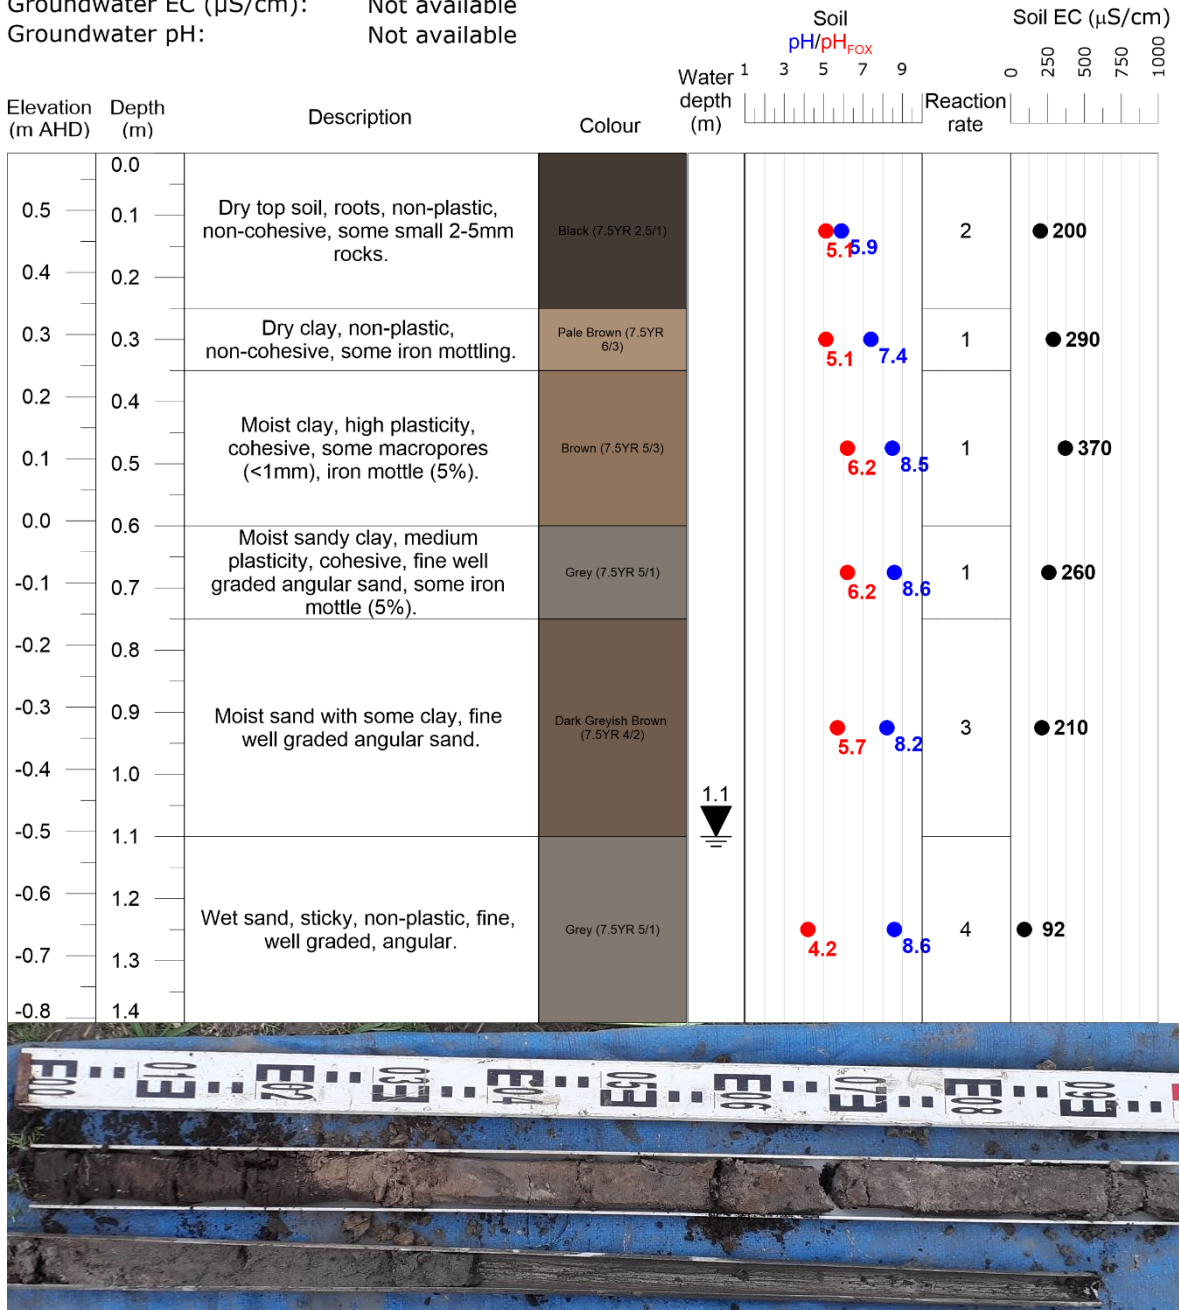 Groundwater EC (µS/cm): Not available
Groundwater pH: Not available
Soil
pH/pHFOX
Soil EC (µS/cm)
1 3 5 7 9
0 250 500 750 1000
Elevation
(m AHD)
Depth
(m)
Description
Colour
Water
depth
(m)
Reaction
rate
0.5
0.4
0.3
0.2
0.1
0.0
-0.1
-0.2
-0.3
-0.4
-0.5
-0.6
-0.7
-0.8
0.0
0.1
0.2
0.3
0.4
0.5
0.6
0.7
0.8
0.9
1.0
1.1
1.2
1.3
1.4
Dry top soil, roots, non-plastic,
non-cohesive, some small 2-5mm
rocks.
Black (7.5YR 2.5/1)
5.1 5.9
2
200
Dry clay, non-plastic,
non-cohesive, some iron mottling.
Pale Brown (7.5YR
6/3)
5.1 7.4
1
290
Moist clay, high plasticity,
cohesive, some macropores
(<1mm), iron mottle (5%).
Brown (7.5YR 5/3)
6.2 8.5
1
370
Moist sandy clay, medium
plasticity, cohesive, fine well
graded angular sand, some iron
mottle (5%).
Grey (7.5YR 5/1)
6.2 8.6
1
260
Moist sand with some clay, fine
well graded angular sand.
Dark Greyish Brown
(7.5YR 4/2)
5.7 8.2
3
210
1.1
Wet sand, sticky, non-plastic, fine,
well graded, angular.
Grey (7.5YR 5/1)
4.2 8.6
4
92
00 01 02 03 04 05 06 07 08 09